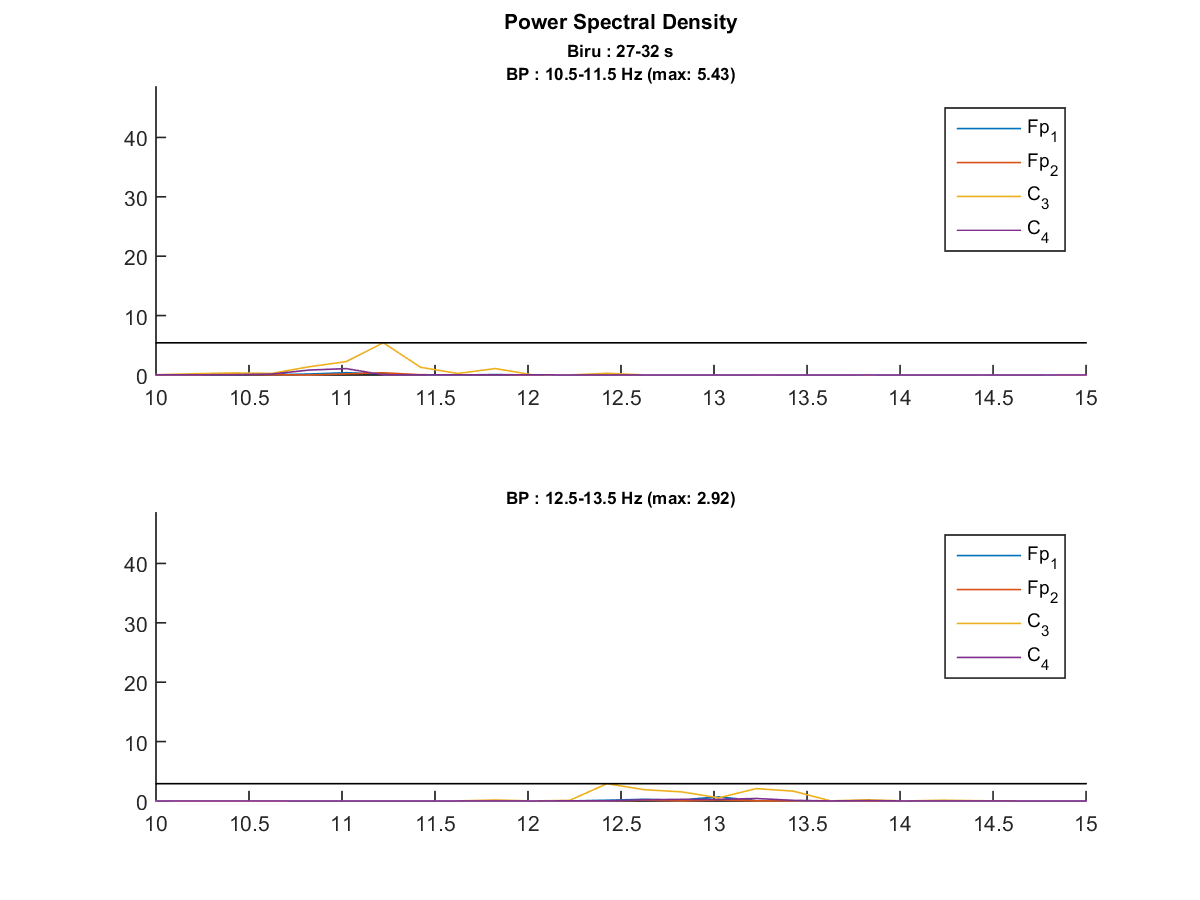 Power Spectral Density
Biru : 27-32 s
BP : 10.5-11.5 Hz (max: 5.43)
40
30
20
10
0
10 10.5 11 11.5 12 12.5 13 13.5 14 14.5 15
Fp1
Fp2
C3
C4
BP : 12.5-13.5 Hz (max: 2.92)
40
30
20
10
0
10 10.5 11 11.5 12 12.5 13 13.5 14 14.5 15
Fp1
Fp2
C3
C4